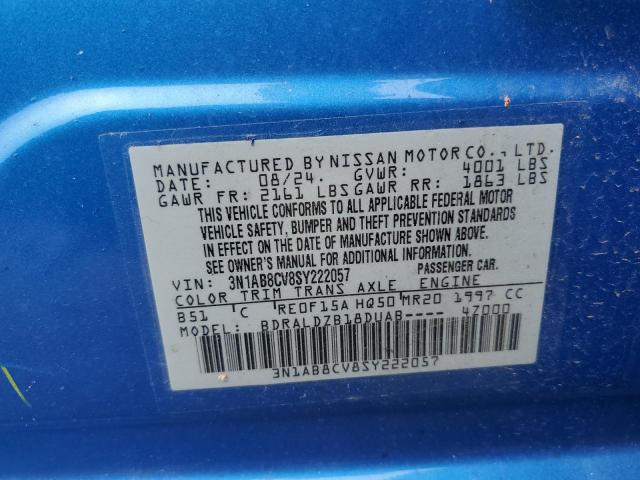 MANUFACTURED BY NISSAN MOTOR CO., LTD.
DATE: 08/24. GVWR: 4001 LBS
GAWR FR: 2161 LBS GAWR RR: 1863 LBS
THIS VEHICLE CONFORMS TO ALL APPLICABLE FEDERAL MOTOR
VEHICLE SAFETY, BUMPER AND THEFT PREVENTION STANDARDS
IN EFFECT ON THE DATE OF MANUFACTURE SHOWN ABOVE.
SEE OWNER'S MANUAL FOR ADDITIONAL INFORMATION.
VIN: 3N1AB8CV8SY222057 PASSENGER CAR.
COLOR TRIM TRANS AXLE ENGINE
B51 C RE0F15A HQ50 MR20 1997 CC
MODEL: BDRALDZB18DUAB---- 47000
3N1AB8CV8SY222057